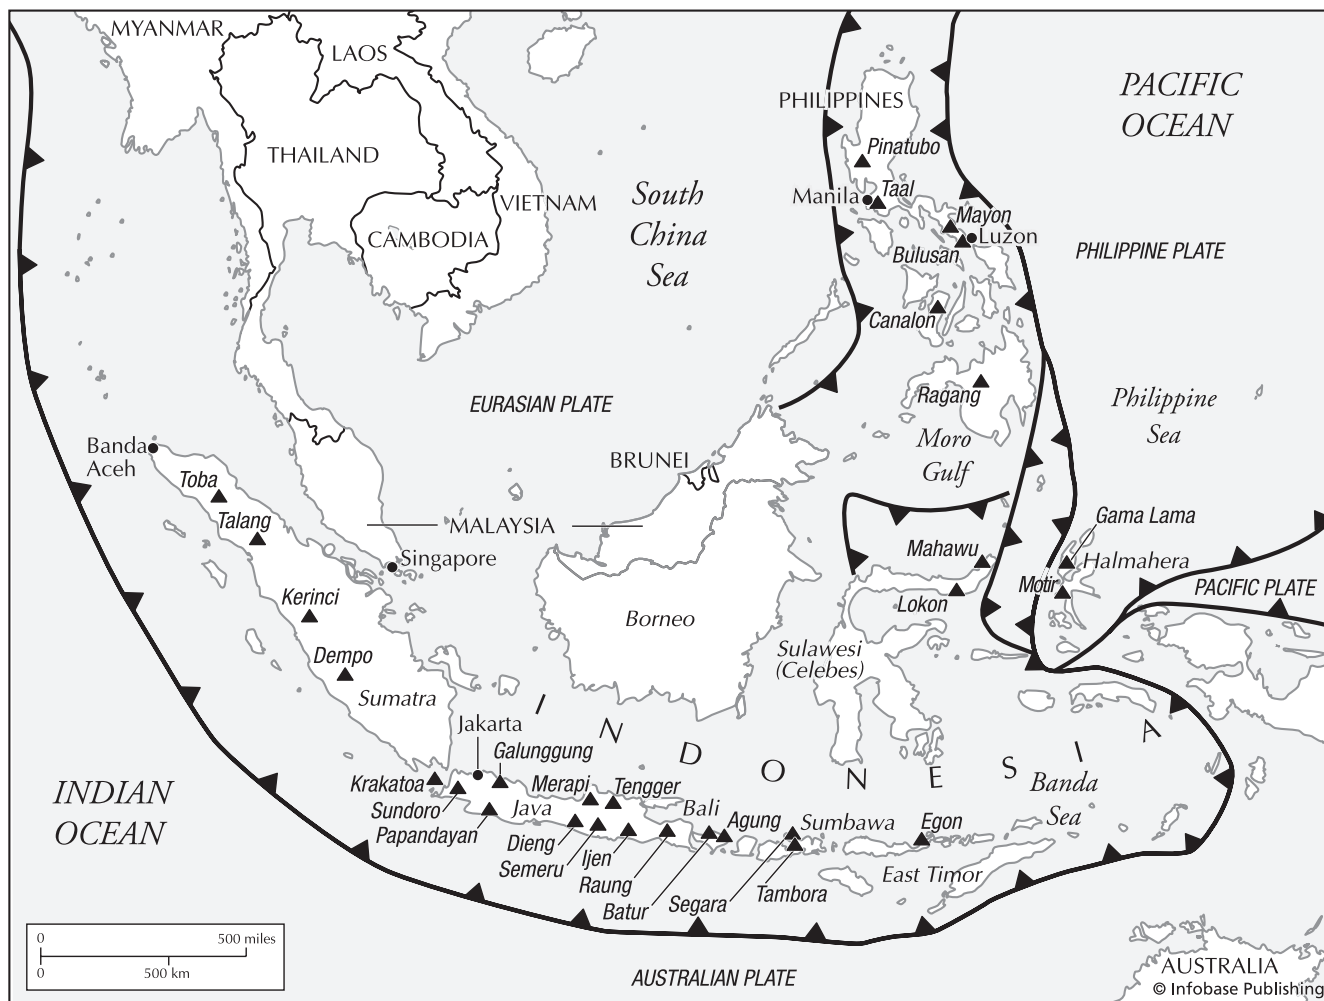 MYANMAR
LAOS
THAILAND
VIETNAM
CAMBODIA
South
China
Sea
PHILIPPINES
Pinatubo
Manila
Taal
Mayon
Luzon
Bulusan
Canalon
Ragang
Moro
Gulf
PACIFIC
OCEAN
PHILIPPINE PLATE
Philippine
Sea
EURASIAN PLATE
BRUNEI
MALAYSIA
Singapore
Banda
Aceh
Toba
Talang
Kerinci
Dempo
Sumatra
Borneo
Mahawu
Lokon
Sulawesi
(Celebes)
Gama Lama
Halmahera
Motir
PACIFIC PLATE
INDONESIA
Jakarta
Galunggung
Krakatoa
Sundoro
Papandayan
Java
Merapi
Tengger
Dieng
Semeru
Ijen
Raung
Batur
Bali
Agung
Segara
Sumbawa
Tambora
Egon
East Timor
Banda
Sea
INDIAN
OCEAN
0
500 miles
0
500 km
AUSTRALIAN PLATE
AUSTRALIA
© Infobase Publishing